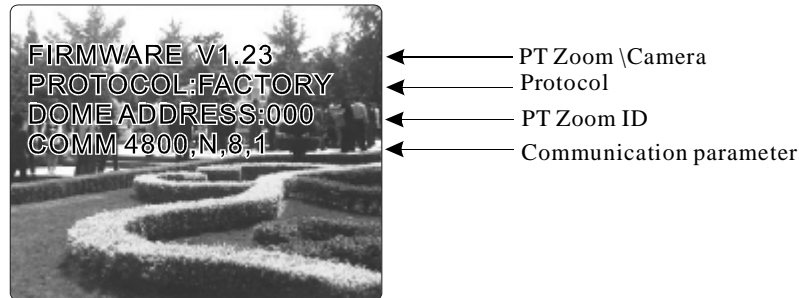 FIRMWARE V1.23
PROTOCOL:FACTORY
DOME ADDRESS:000
COMM 4800,N,8,1
PT Zoom \Camera
Protocol
PT Zoom ID
Communication parameter